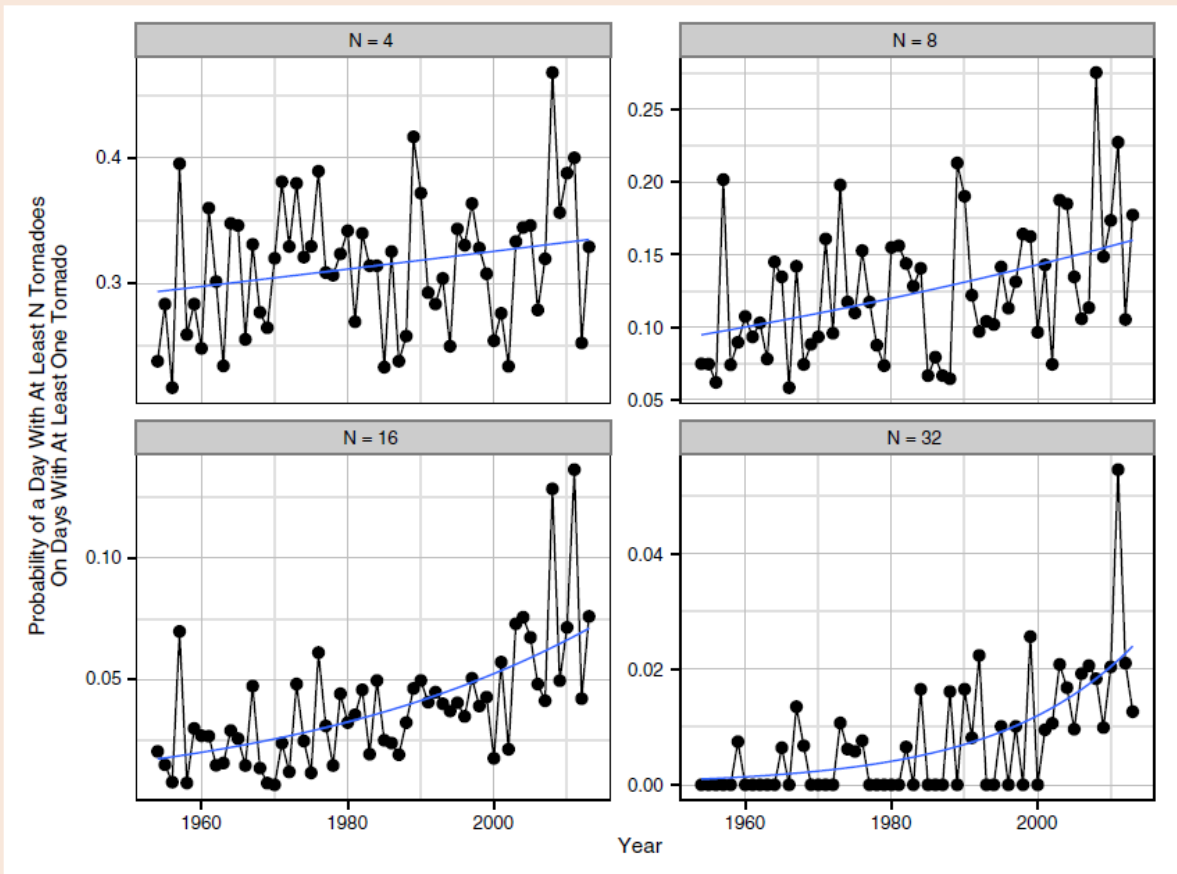 Probability of a Day With At Least N Tornadoes
On Days With At Least One Tornado
N = 4
N = 8
0.4
0.3
0.25
0.20
0.15
0.10
0.05
N = 16
N = 32
0.10
0.05
0.04
0.02
0.00
1960 1980 2000
1960 1980 2000
Year